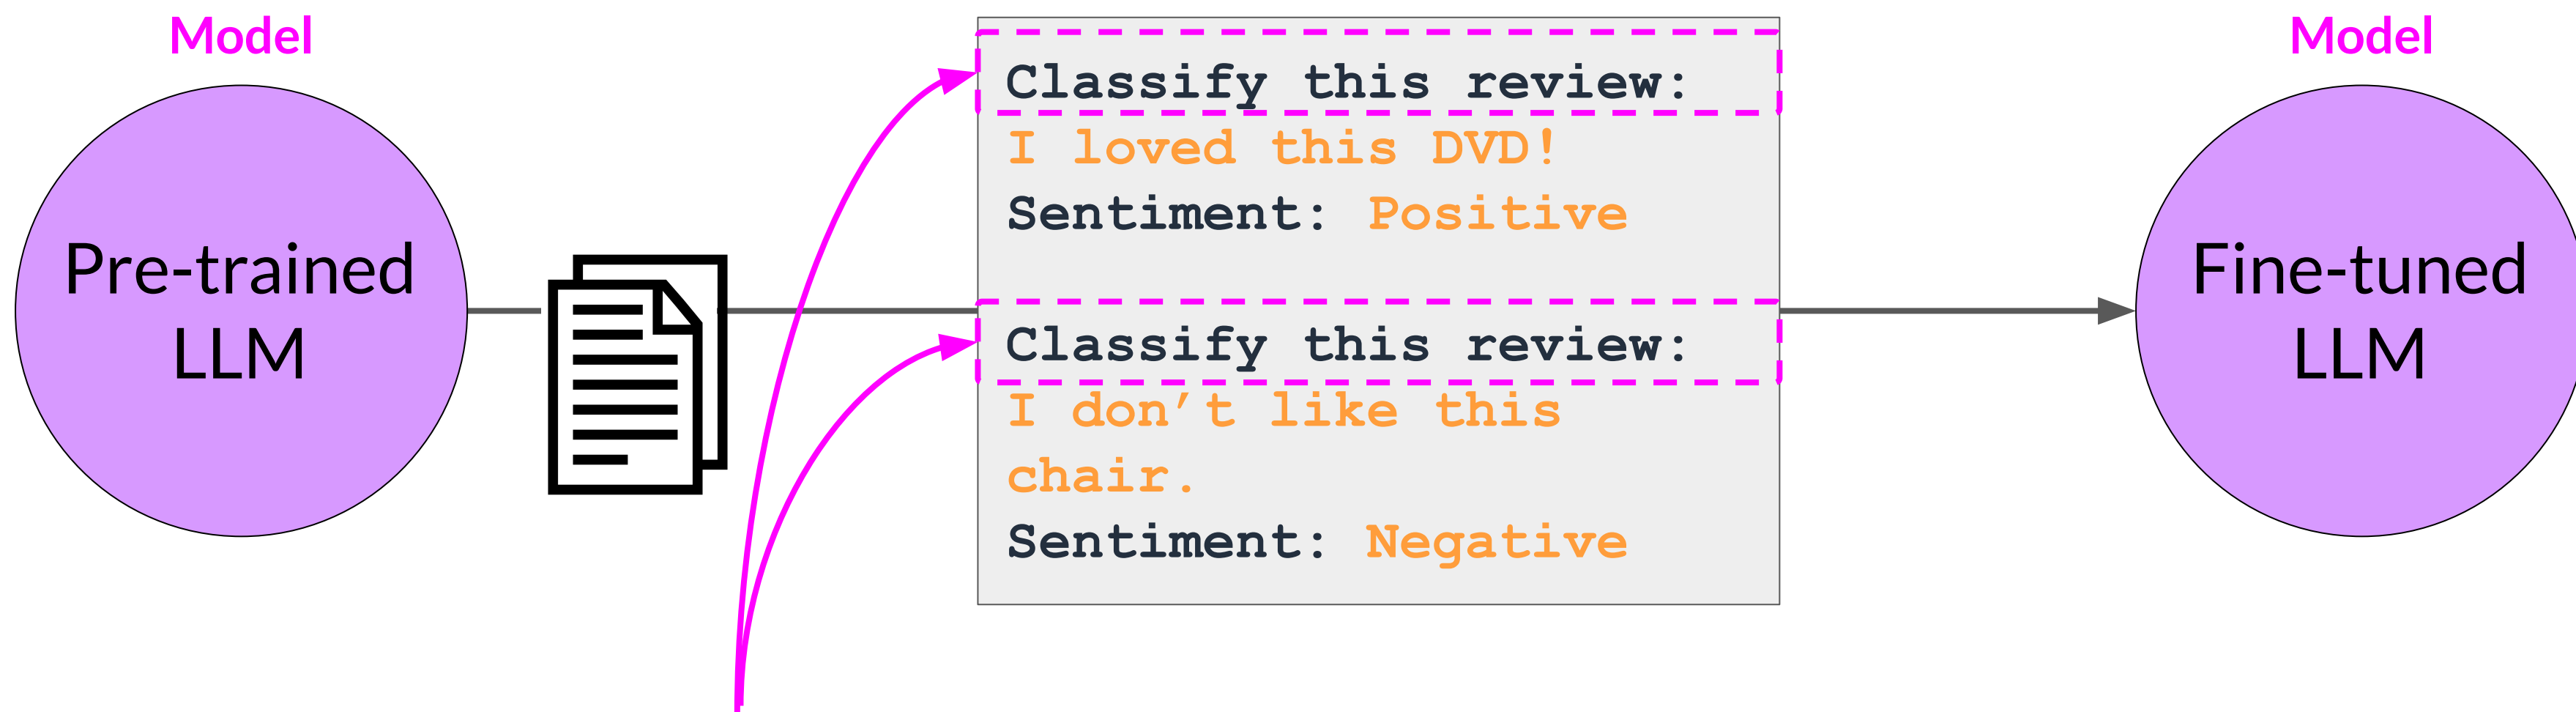 Model
Pre-trained
LLM
Classify this review:
I loved this DVD!
Sentiment: Positive
Classify this review:
I don’t like this
chair.
Sentiment: Negative
Model
Fine-tuned
LLM